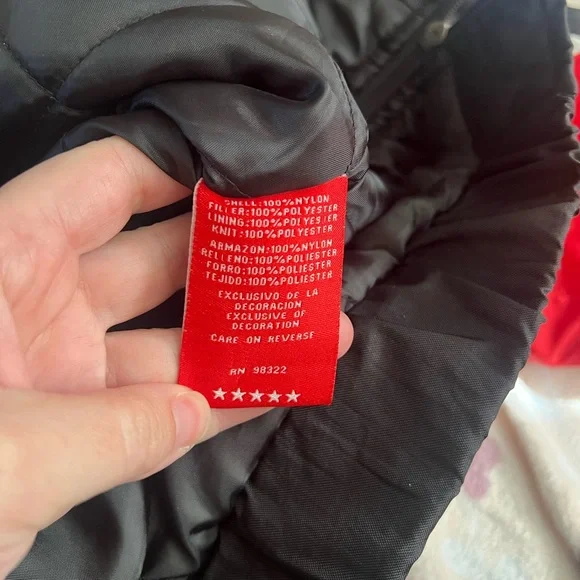 SHELL:100%NYLON
FILLER:100%POLYESTER
LINING:100%POLYESTER
KNIT:100%POLYESTER
ARMAZON:100%NYLON
RELLENO:100%POLIESTER
FORRO:100%POLIESTER
TEJIDO:100%POLIESTER
EXCLUSIVO DE LA
DECORACION
EXCLUSIVE OF
DECORATION
CARE ON REVERSE
RN 98322